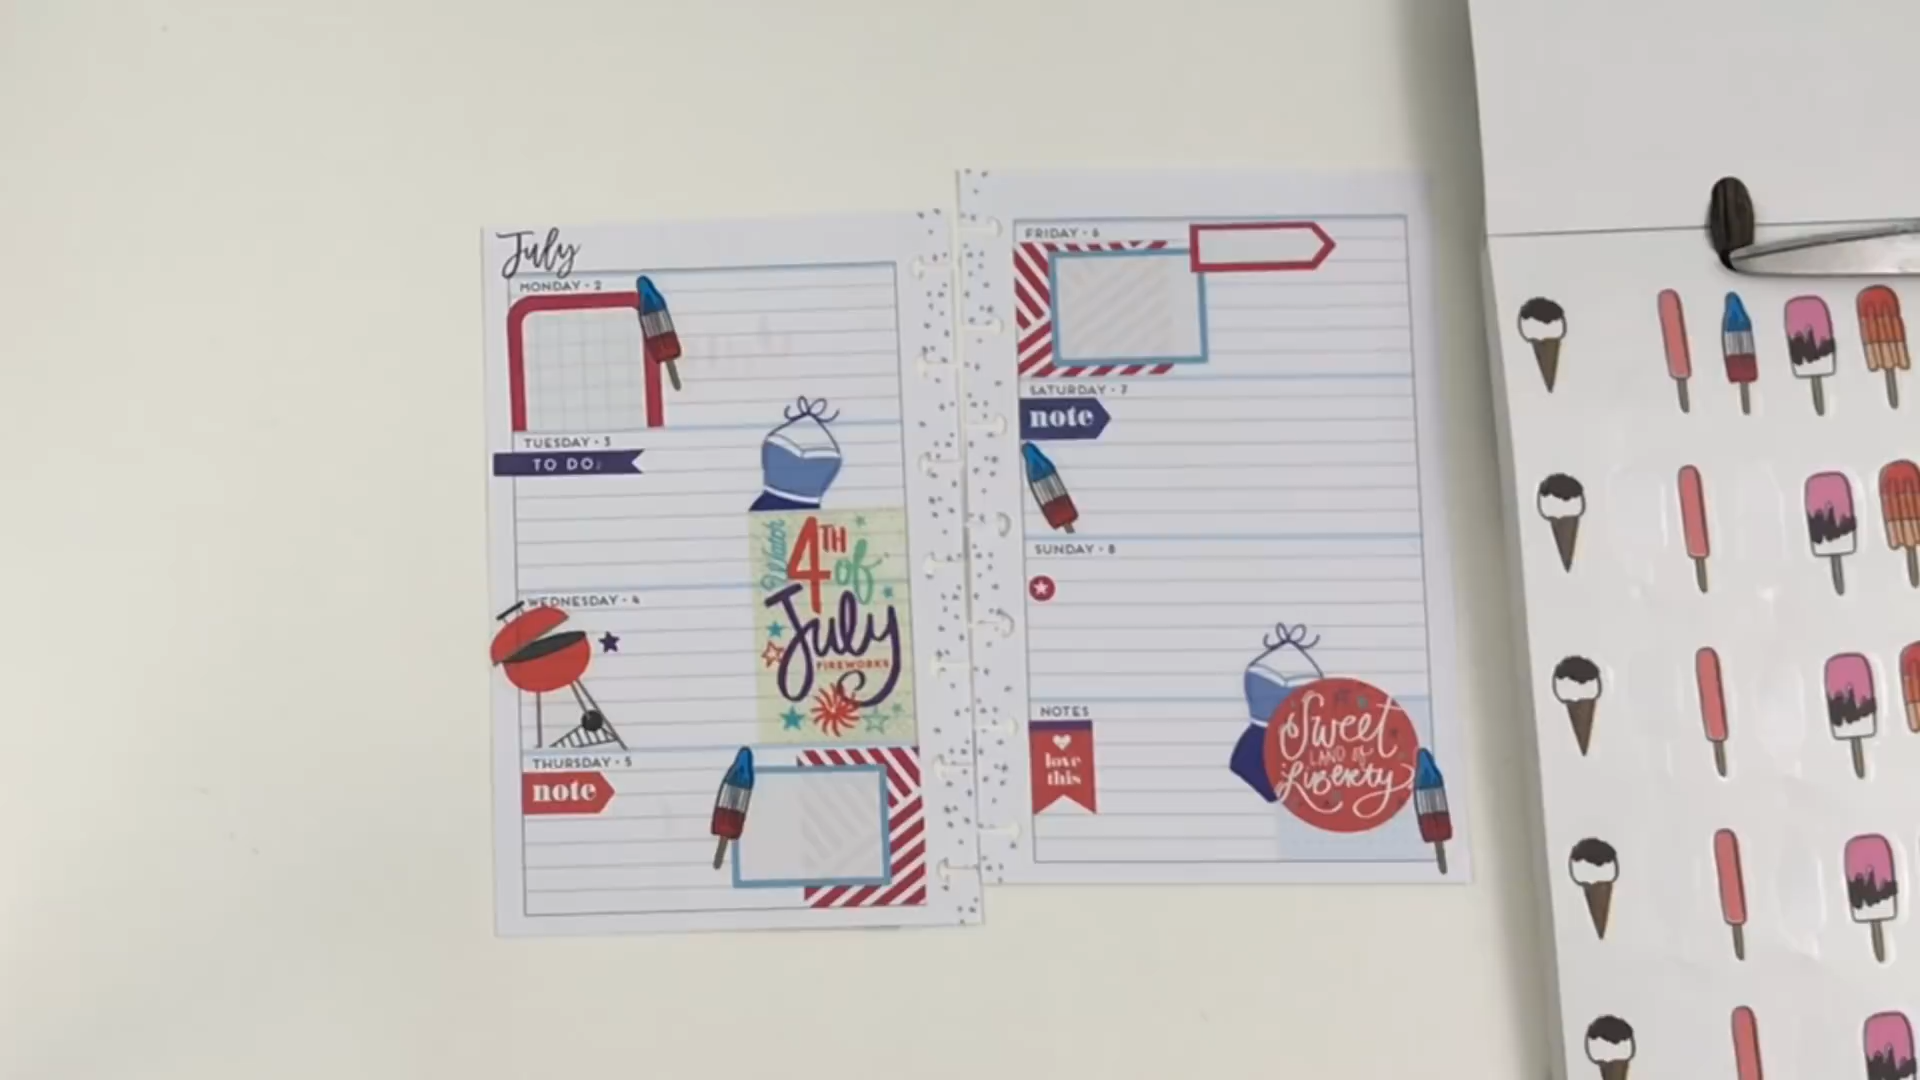 July
MONDAY · 2
TUESDAY · 3
TO DO:
Watch
4TH
of
July
FIREWORKS
WEDNESDAY · 4
THURSDAY · 5
note
FRIDAY · 6
SATURDAY · 7
note
SUNDAY · 8
NOTES
love
this
Sweet
LAND OF
Liberty